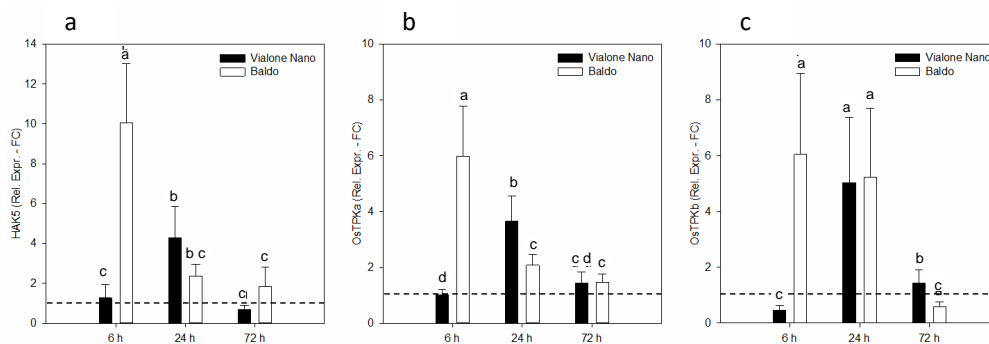 a
14
12
10
8
6
4
2
0
HAK5 (Rel. Expr. - FC)
Vialone Nano
Baldo
c
a
b
b c
d
c
6 h
24 h
72 h
b
10
8
6
4
2
0
OsTPKa (Rel. Expr. - FC)
Vialone Nano
Baldo
d
a
b
c
c d
c
6 h
24 h
72 h
c
10
8
6
4
2
0
OsTPKb (Rel. Expr. - FC)
Vialone Nano
Baldo
c
a
a
a
b
c
6 h
24 h
72 h